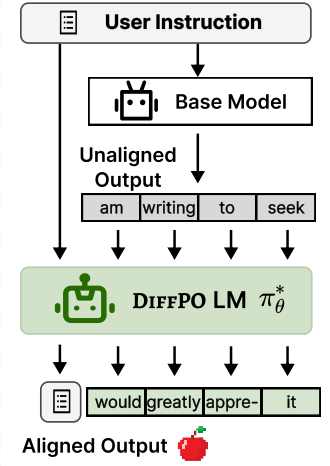 User Instruction
Base Model
Unaligned
Output
am writing to seek
DIFFPO LM π*θ
would greatly appre- it
Aligned Output